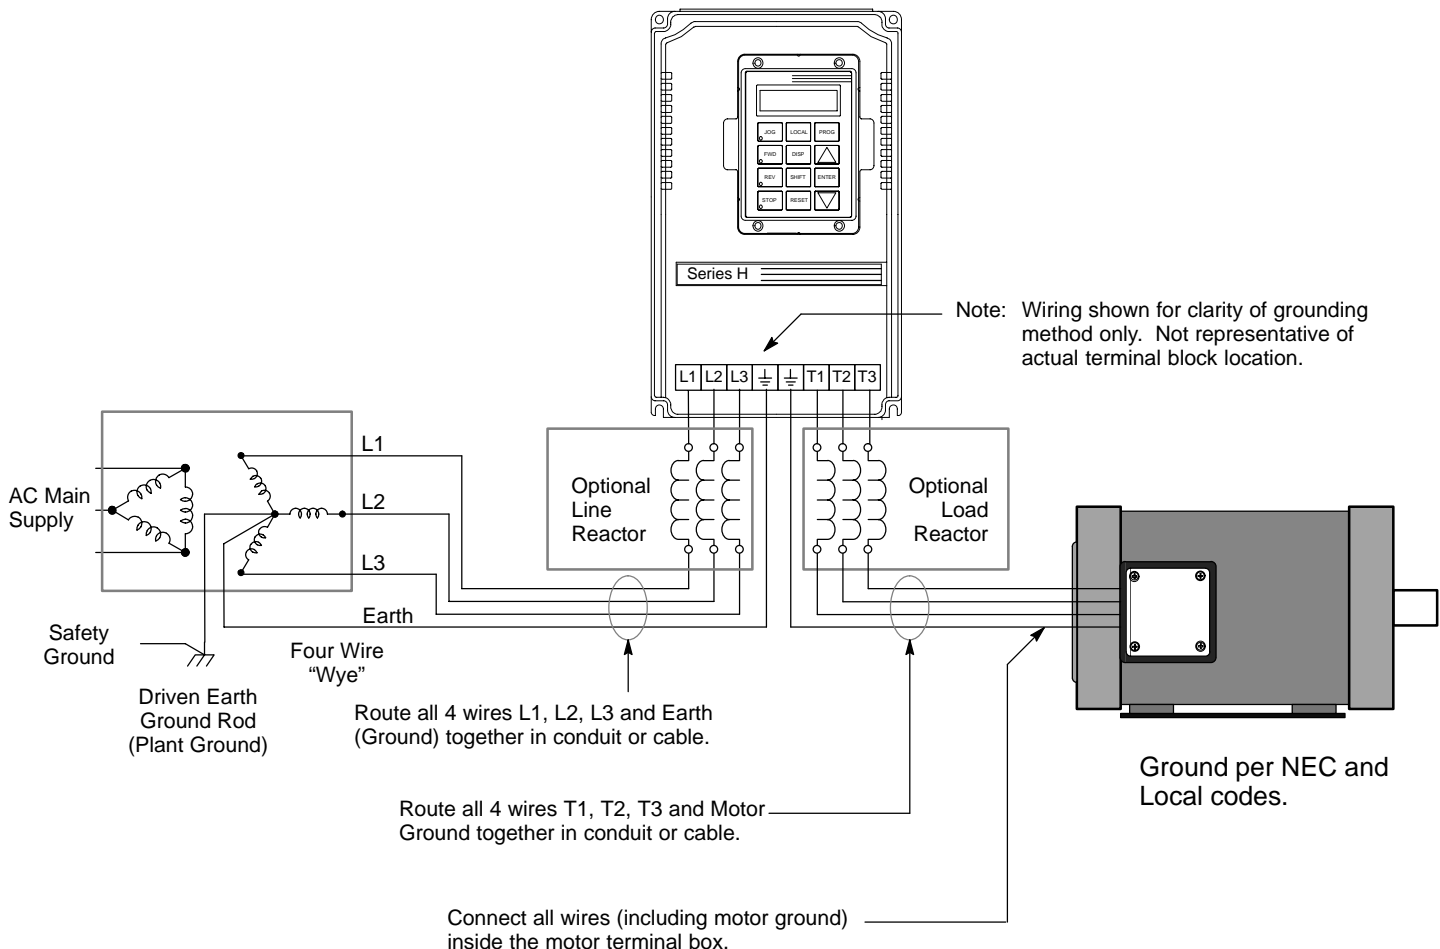 JOG LOCAL PROG
FWD DISP
REV SHIFT ENTER
STOP RESET
Series H
Note: Wiring shown for clarity of grounding
method only. Not representative of
actual terminal block location.
L1 L2 L3 T1 T2 T3
L1
AC Main
Supply
L2
L3
Earth
Optional
Line
Reactor
Optional
Load
Reactor
Safety
Ground
Four Wire
“Wye”
Driven Earth
Ground Rod
(Plant Ground)
Route all 4 wires L1, L2, L3 and Earth
(Ground) together in conduit or cable.
Ground per NEC and
Local codes.
Route all 4 wires T1, T2, T3 and Motor
Ground together in conduit or cable.
Connect all wires (including motor ground)
inside the motor terminal box.